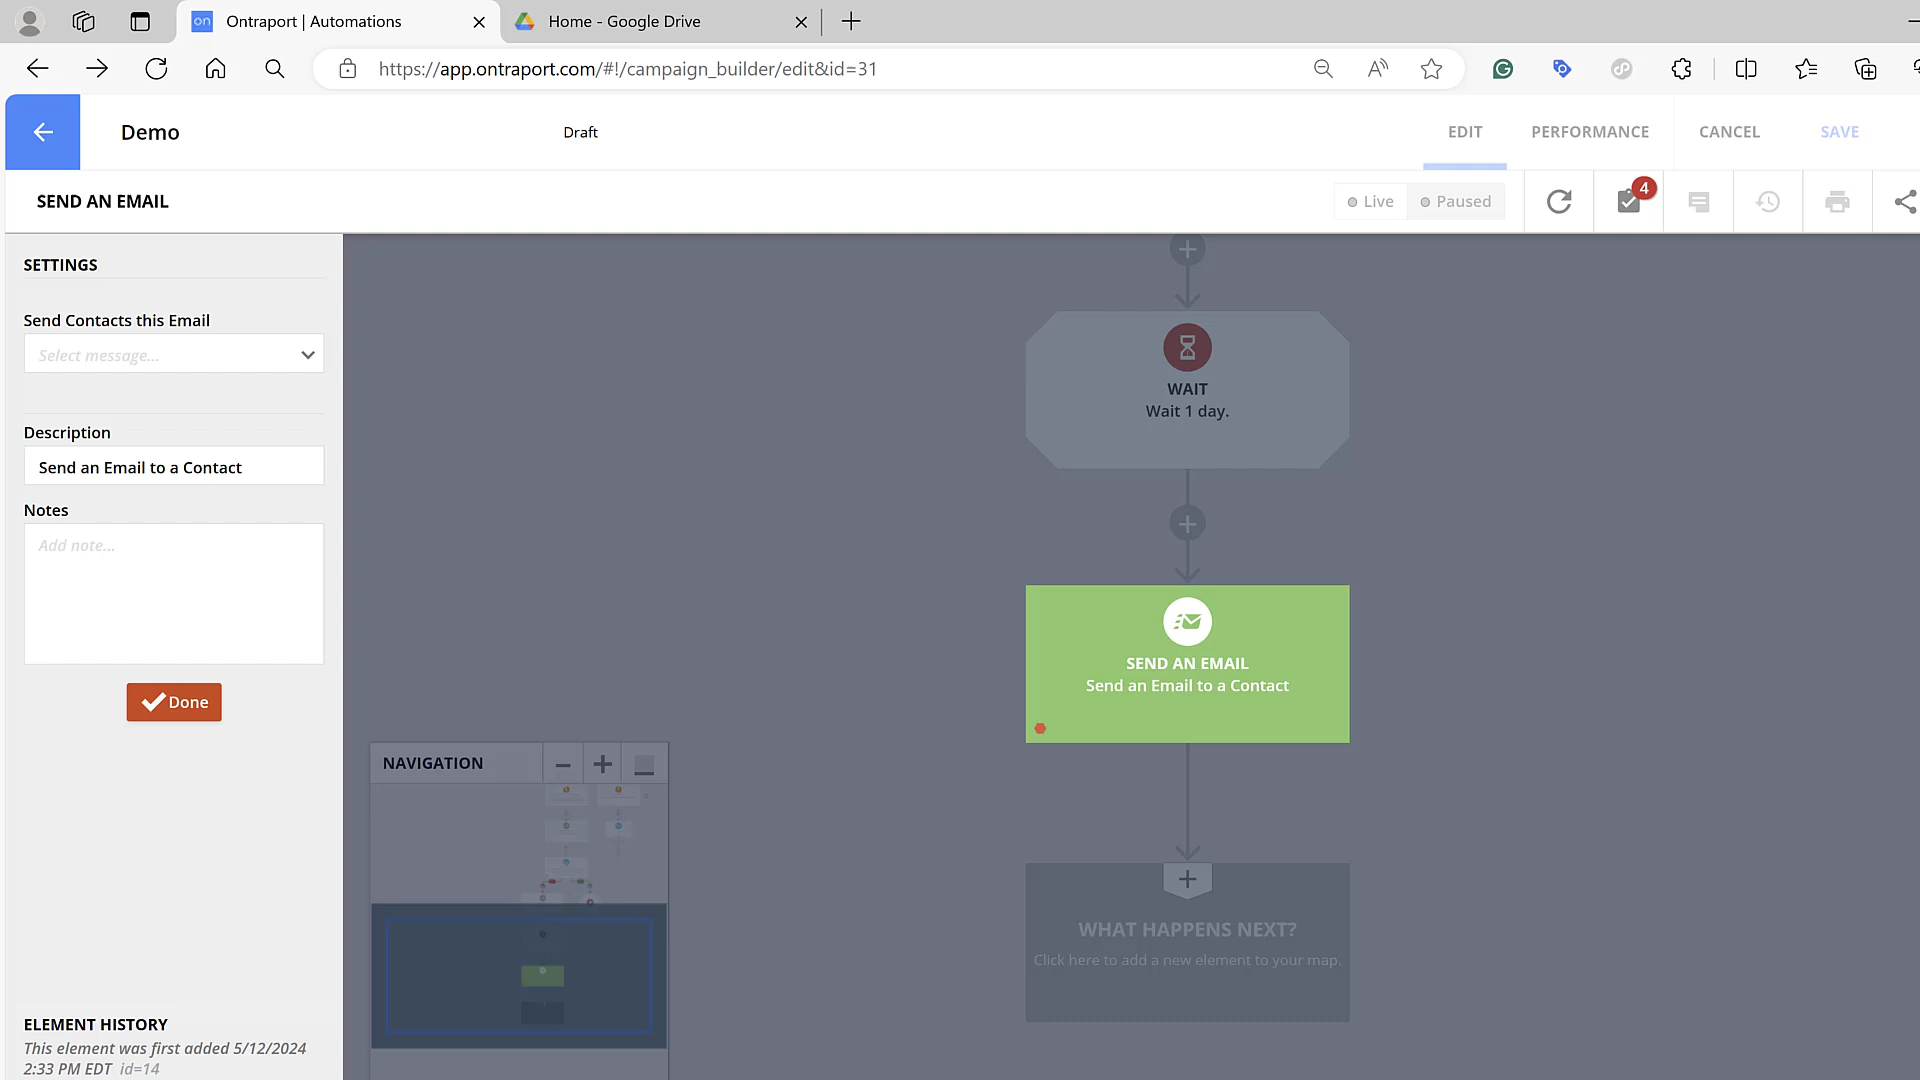 Ontraport | Automations
Home - Google Drive
https://app.ontraport.com/#!/campaign_builder/edit&id=31
Demo
Draft
EDIT
PERFORMANCE
CANCEL
SAVE
SEND AN EMAIL
Live
Paused
4
SETTINGS
Send Contacts this Email
Select message...
Description
Send an Email to a Contact
Notes
Add note...
Done
ELEMENT HISTORY
This element was first added 5/12/2024
2:33 PM EDT id=14
NAVIGATION
WAIT
Wait 1 day.
SEND AN EMAIL
Send an Email to a Contact
WHAT HAPPENS NEXT?
Click here to add a new element to your map.